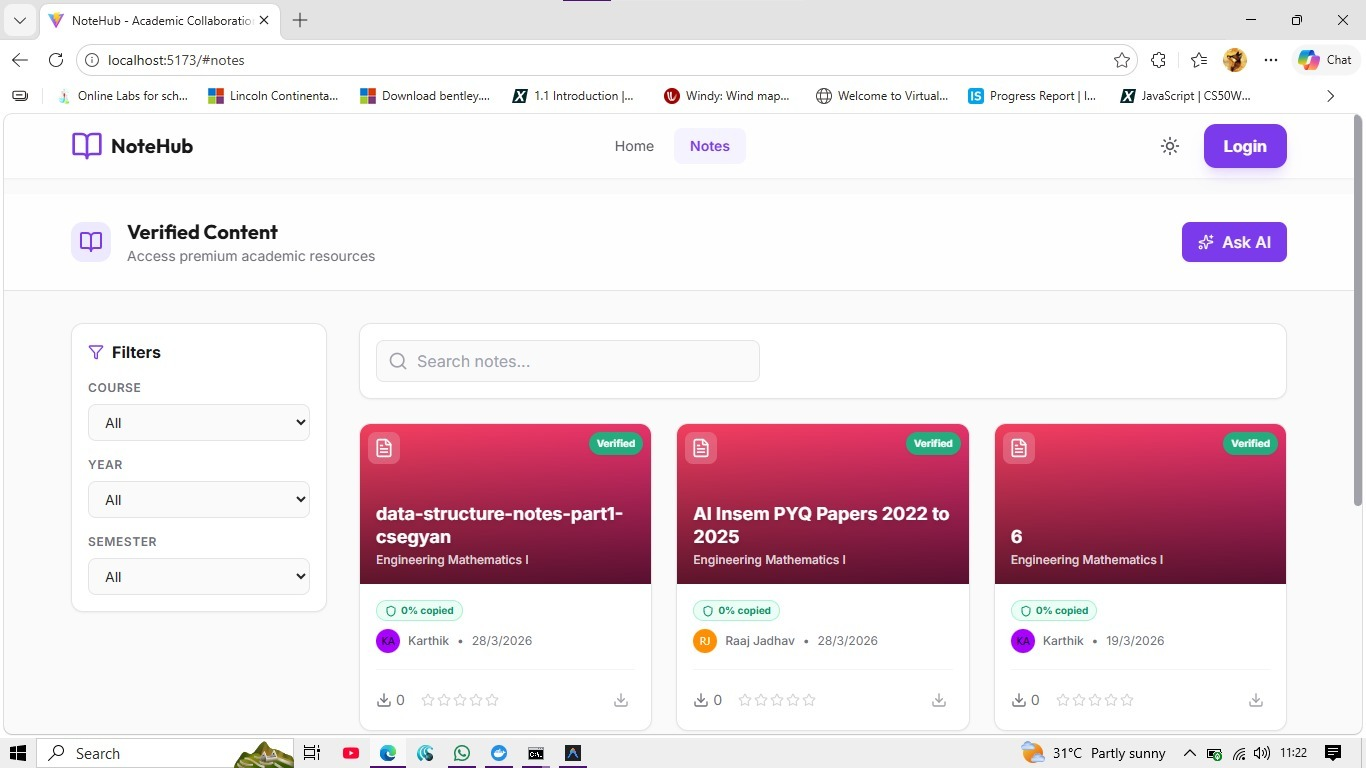 NoteHub - Academic Collaboratio
localhost:5173/#notes
Chat
Online Labs for sch...
Lincoln Continenta...
Download bentley....
1.1 Introduction |...
Windy: Wind map...
Welcome to Virtual...
Progress Report | I...
JavaScript | CS50W...
NoteHub
Home
Notes
Login
Verified Content
Access premium academic resources
Ask AI
Filters
COURSE
All
YEAR
All
SEMESTER
All
Search notes...
Verified
data-structure-notes-part1-
csegyan
Engineering Mathematics I
0% copied
KA Karthik • 28/3/2026
0
Verified
AI Insem PYQ Papers 2022 to
2025
Engineering Mathematics I
0% copied
RJ Raaj Jadhav • 28/3/2026
0
Verified
6
Engineering Mathematics I
0% copied
KA Karthik • 19/3/2026
0
Search
31°C Partly sunny
11:22